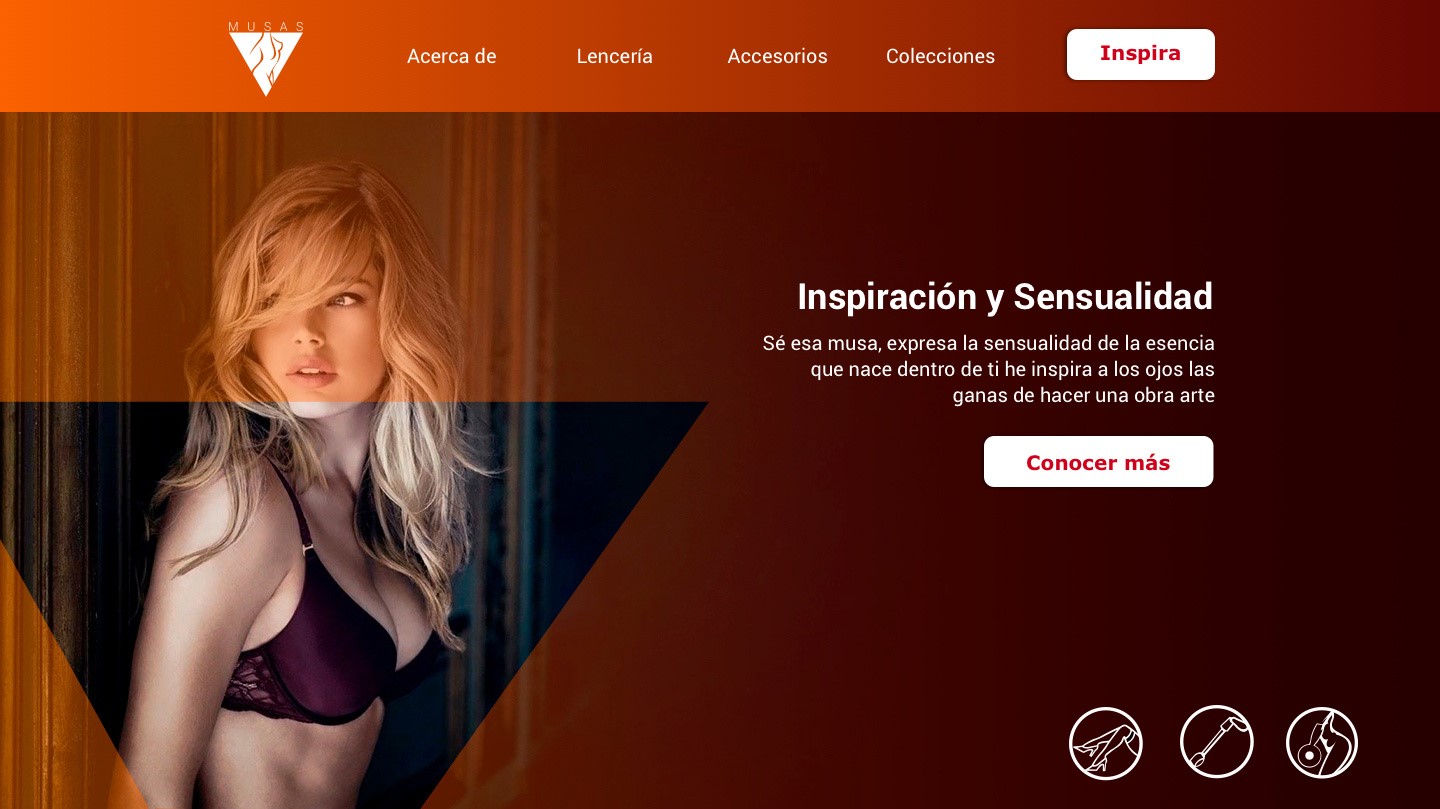 MUSAS
Acerca de
Lencería
Accesorios
Colecciones
Inspira
Inspiración y Sensualidad
Sé esa musa, expresa la sensualidad de la esencia
que nace dentro de ti he inspira a los ojos las
ganas de hacer una obra arte
Conocer más